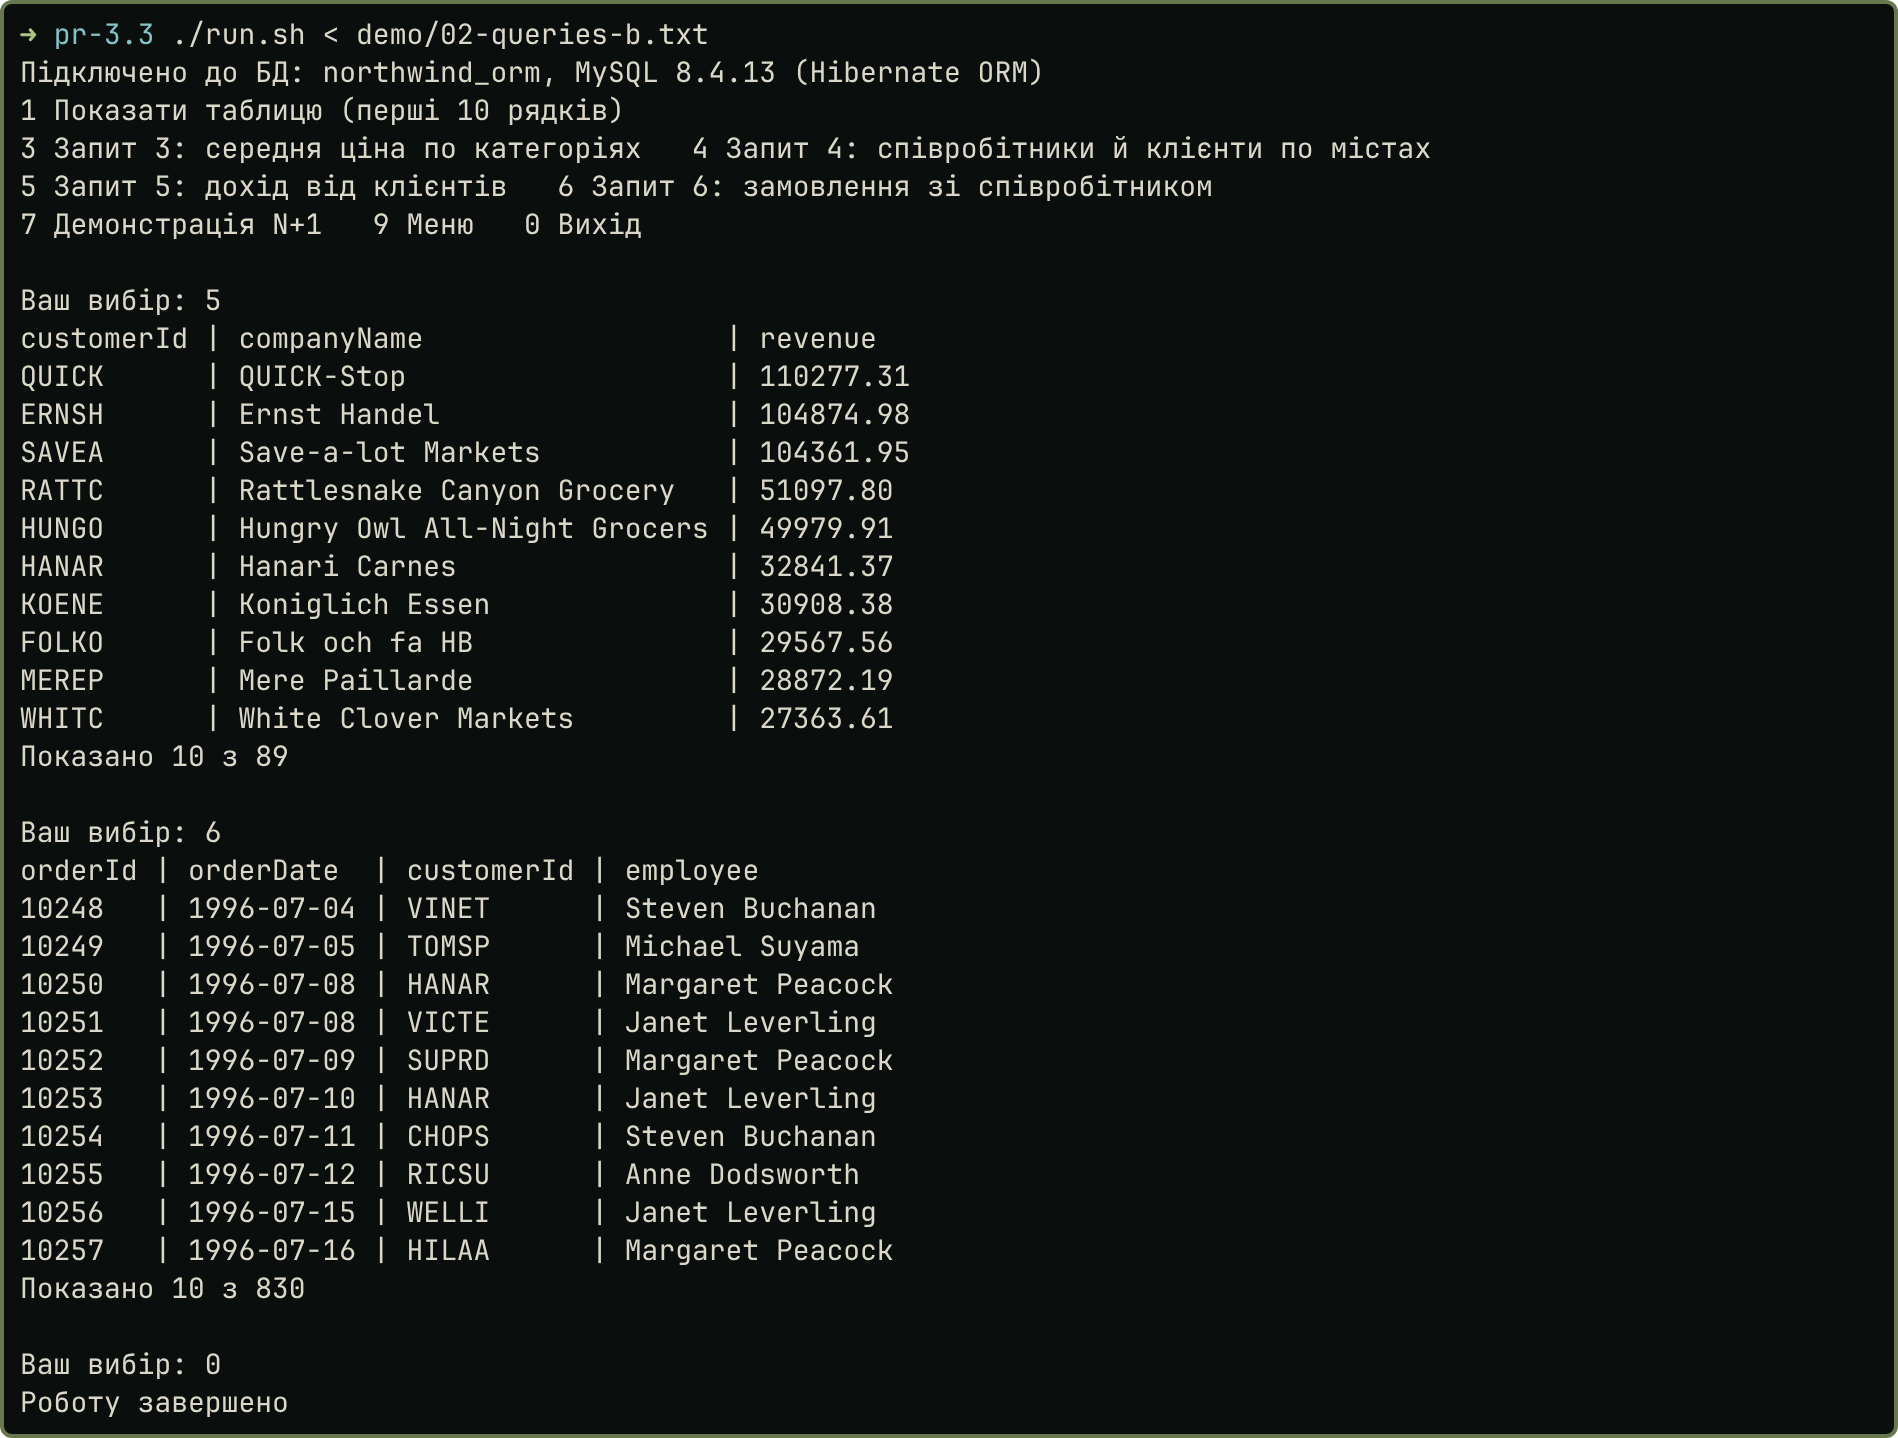 ➜ pr-3.3 ./run.sh < demo/02-queries-b.txt
Підключено до БД: northwind_orm, MySQL 8.4.13 (Hibernate ORM)
1 Показати таблицю (перші 10 рядків)
3 Запит 3: середня ціна по категоріях   4 Запит 4: співробітники й клієнти по містах
5 Запит 5: дохід від клієнтів   6 Запит 6: замовлення зі співробітником
7 Демонстрація N+1   9 Меню   0 Вихід

Ваш вибір: 5
customerId | companyName                  | revenue
QUICK      | QUICK-Stop                   | 110277.31
ERNSH      | Ernst Handel                 | 104874.98
SAVEA      | Save-a-lot Markets           | 104361.95
RATTC      | Rattlesnake Canyon Grocery   | 51097.80
HUNGO      | Hungry Owl All-Night Grocers | 49979.91
HANAR      | Hanari Carnes                | 32841.37
KOENE      | Koniglich Essen              | 30908.38
FOLKO      | Folk och fa HB               | 29567.56
MEREP      | Mere Paillarde               | 28872.19
WHITC      | White Clover Markets         | 27363.61
Показано 10 з 89

Ваш вибір: 6
orderId | orderDate  | customerId | employee
10248   | 1996-07-04 | VINET      | Steven Buchanan
10249   | 1996-07-05 | TOMSP      | Michael Suyama
10250   | 1996-07-08 | HANAR      | Margaret Peacock
10251   | 1996-07-08 | VICTE      | Janet Leverling
10252   | 1996-07-09 | SUPRD      | Margaret Peacock
10253   | 1996-07-10 | HANAR      | Janet Leverling
10254   | 1996-07-11 | CHOPS      | Steven Buchanan
10255   | 1996-07-12 | RICSU      | Anne Dodsworth
10256   | 1996-07-15 | WELLI      | Janet Leverling
10257   | 1996-07-16 | HILAA      | Margaret Peacock
Показано 10 з 830

Ваш вибір: 0
Роботу завершено